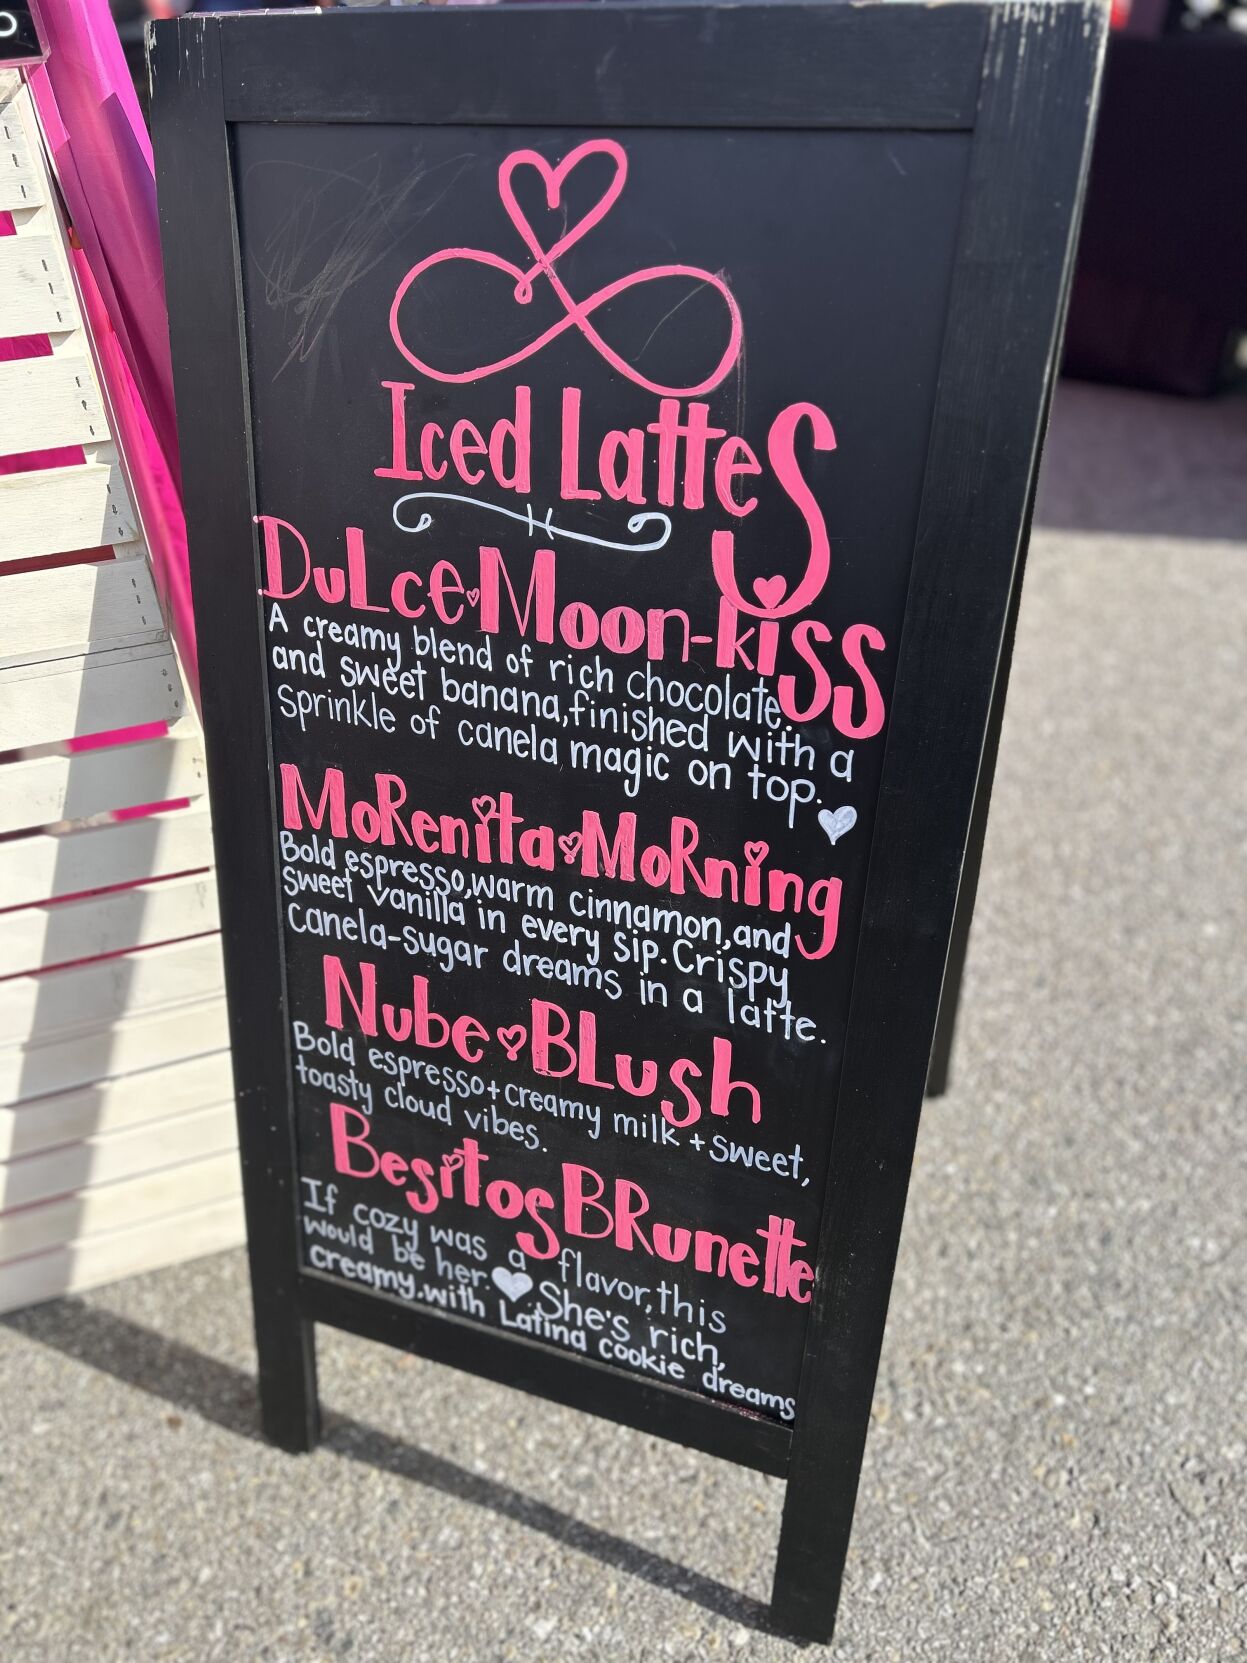 Iced Lattes
Dulce Moon-kiss
A creamy blend of rich chocolate
and sweet banana, finished with a
sprinkle of canela magic on top.
Morenita Morning
Bold espresso, warm cinnamon, and
sweet vanilla in every sip. Crispy
canela-sugar dreams in a latte.
Nube Blush
Bold espresso + creamy milk + sweet,
toasty cloud vibes.
Besitos Brunette
If cozy was a flavor, this
would be her. She's rich,
creamy, with Latina cookie dreams